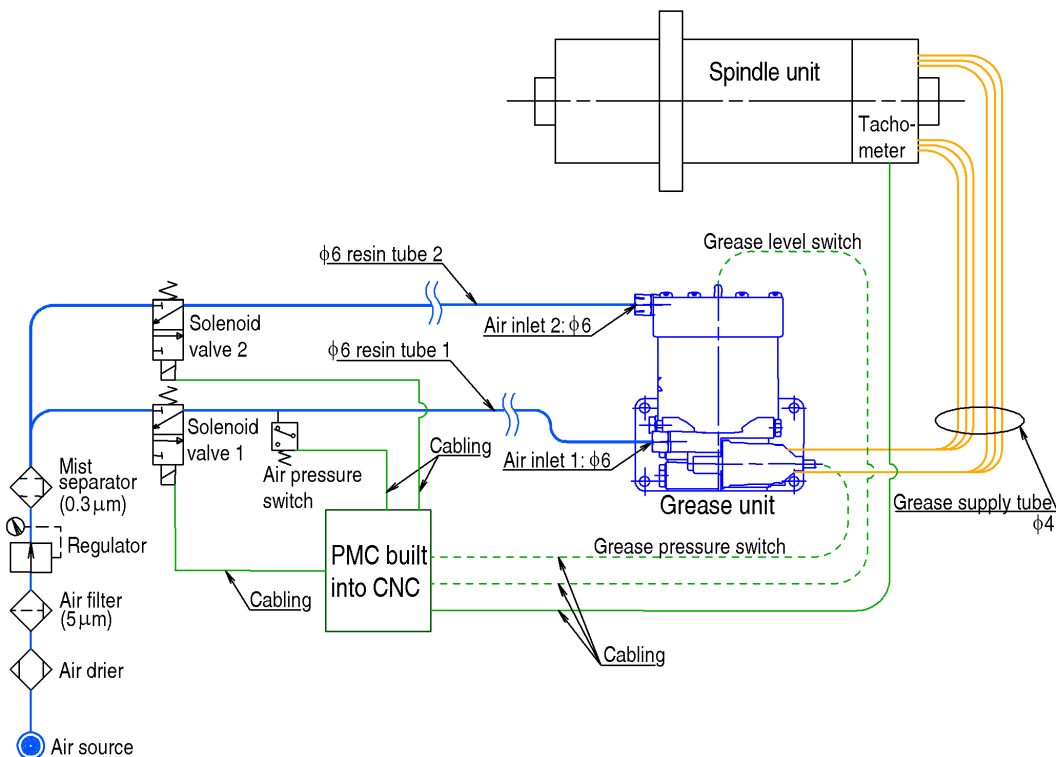 Spindle unit
Tacho-
meter
Grease level switch
φ6 resin tube 2
Solenoid
valve 2
Air inlet 2: φ6
φ6 resin tube 1
Solenoid
valve 1
Cabling
Air inlet 1: φ6
Mist
separator
(0.3μm)
Air pressure
switch
Grease unit
Grease supply tube
φ4
Regulator
PMC built
into CNC
Grease pressure switch
Cabling
Air filter
(5μm)
Cabling
Air drier
Air source